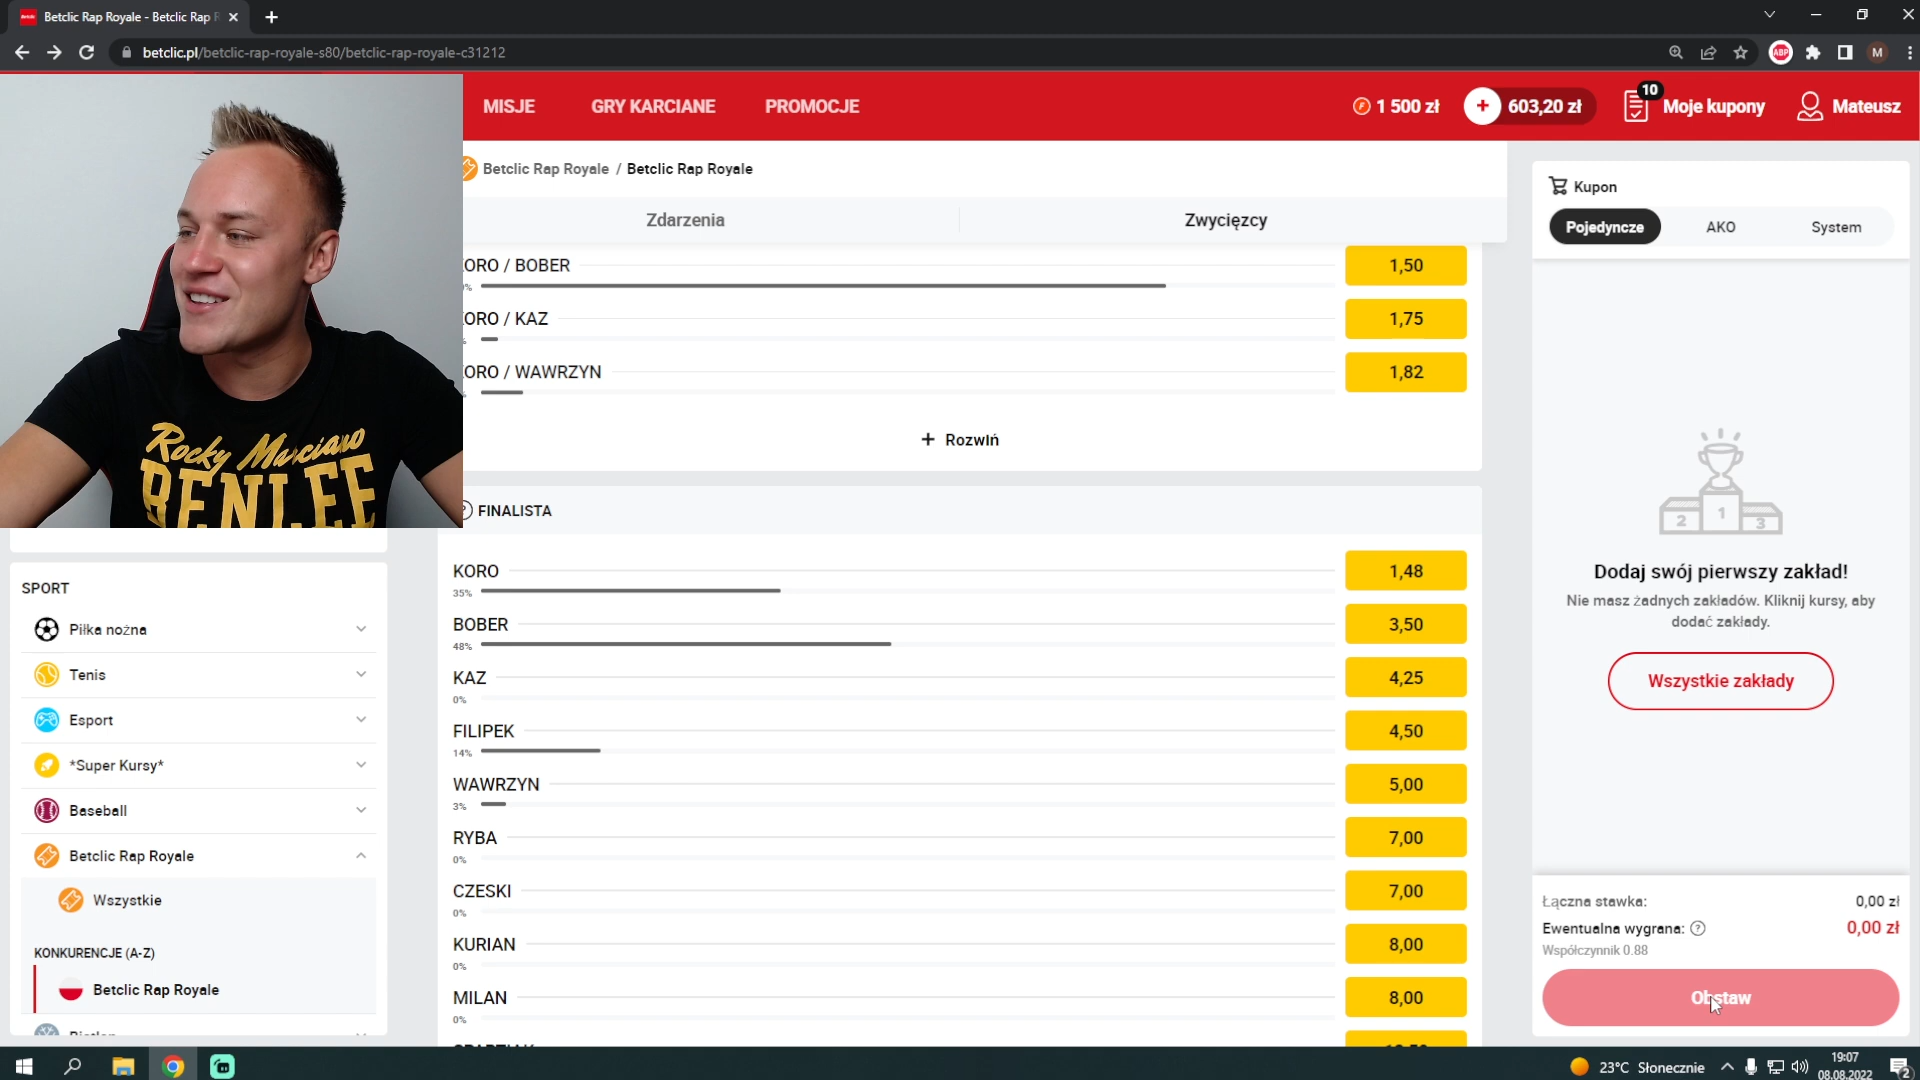 Betclic Rap Royale - Betclic Rap R
betclic.pl/betclic-rap-royale-s80/betclic-rap-royale-c31212
ABP
M
MISJE
GRY KARCIANE
PROMOCJE
1 500 zł
+ 603,20 zł
10
Moje kupony
Mateusz
Betclic Rap Royale / Betclic Rap Royale
Zdarzenia
Zwycięzcy
ORO / BOBER
1,50
ORO / KAZ
1,75
ORO / WAWRZYN
1,82
+ Rozwiń
FINALISTA
KORO
1,48
35%
BOBER
3,50
48%
KAZ
4,25
0%
FILIPEK
4,50
14%
WAWRZYN
5,00
3%
RYBA
7,00
0%
CZESKI
7,00
0%
KURIAN
8,00
0%
MILAN
8,00
0%
Rocky Marciano
BENLEE
SPORT
Piłka nożna
Tenis
Esport
*Super Kursy*
Baseball
Betclic Rap Royale
Wszystkie
KONKURENCJE (A-Z)
Betclic Rap Royale
Kupon
Pojedyncze
AKO
System
2 1 3
Dodaj swój pierwszy zakład!
Nie masz żadnych zakładów. Kliknij kursy, aby
dodać zakłady.
Wszystkie zakłady
Łączna stawka:
0,00 zł
Ewentualna wygrana: ?
0,00 zł
Współczynnik 0.88
Obstaw
23°C Słonecznie
19:07
08.08.2022
2